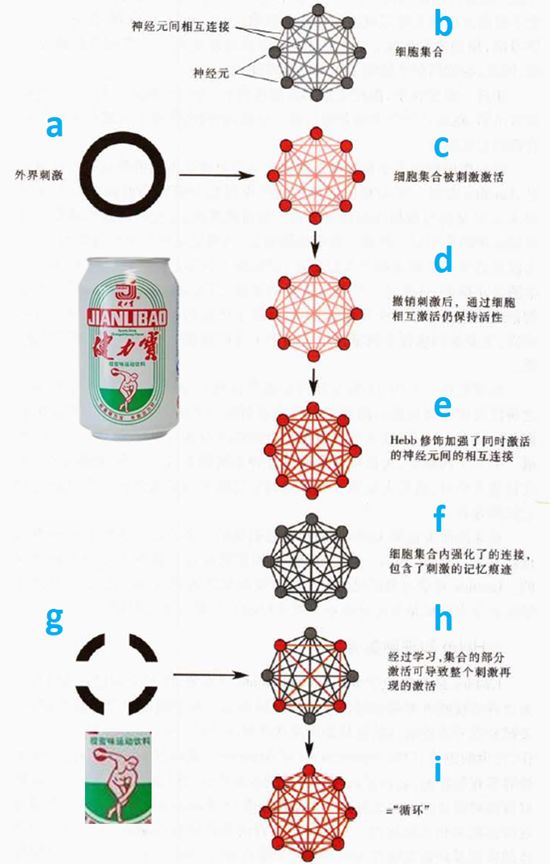 b
神经元间相互连接
细胞集合
神经元
a
c
外界刺激
细胞集合被刺激激活
d
撤销刺激后，通过细胞
相互激活仍保持活性
JIANLIBAO
健力寶
橙蜜味运动饮料
e
Hebb 修饰加强了同时激活
的神经元间的相互连接
f
细胞集合内强化了的连接，
包含了刺激的记忆痕迹
g
h
经过学习，集合的部分
激活可导致整个刺激再
现的激活
橙蜜味运动饮料
i
=“循环”